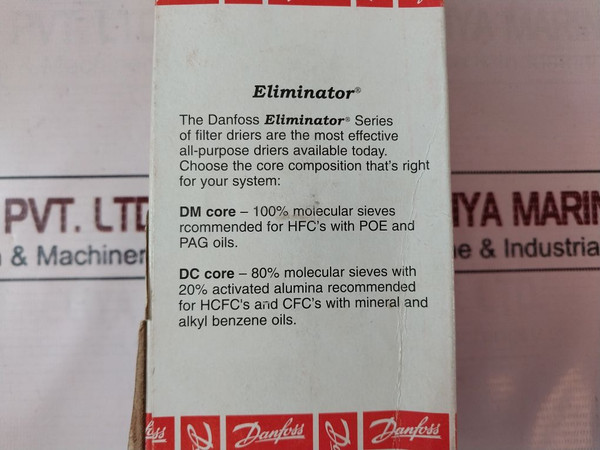 Eliminator®
The Danfoss Eliminator® Series
of filter driers are the most effective
all-purpose driers available today.
Choose the core composition that's right
for your system:
DM core – 100% molecular sieves
rcommended for HFC's with POE and
PAG oils.
DC core – 80% molecular sieves with
20% activated alumina recommended
for HCFC's and CFC's with mineral and
alkyl benzene oils.
PVT. LTD
YA MARIN
& Machiner
e & Industria
Danfoss Danfoss